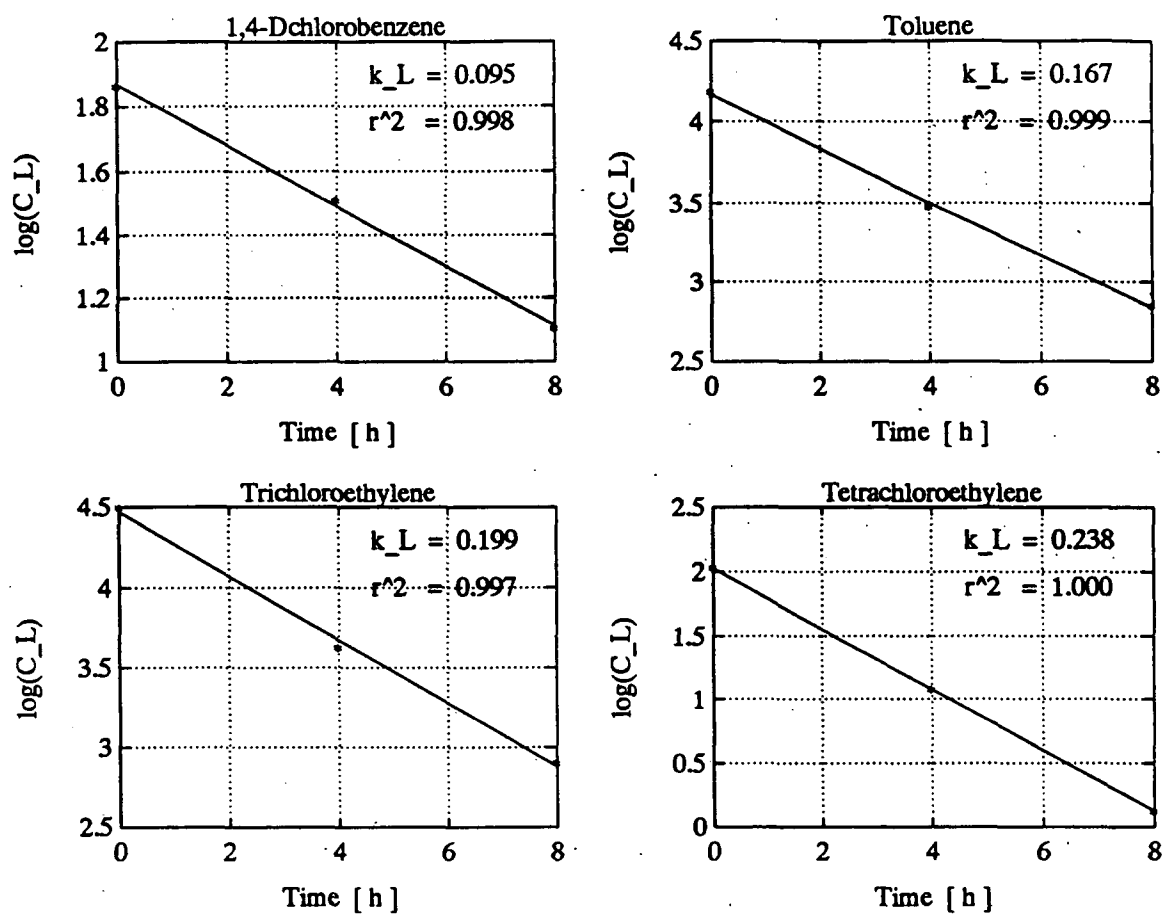 1,4-Dchlorobenzene
k_L = 0.095
r^2 = 0.998
log(C_L)
2
1.8
1.6
1.4
1.2
1
0 2 4 6 8
Time [ h ]
Toluene
k_L = 0.167
r^2 = 0.999
log(C_L)
4.5
4
3.5
3
2.5
0 2 4 6 8
Time [ h ]
Trichloroethylene
k_L = 0.199
r^2 = 0.997
log(C_L)
4.5
4
3.5
3
2.5
0 2 4 6 8
Time [ h ]
Tetrachloroethylene
k_L = 0.238
r^2 = 1.000
log(C_L)
2.5
2
1.5
1
0.5
0
0 2 4 6 8
Time [ h ]